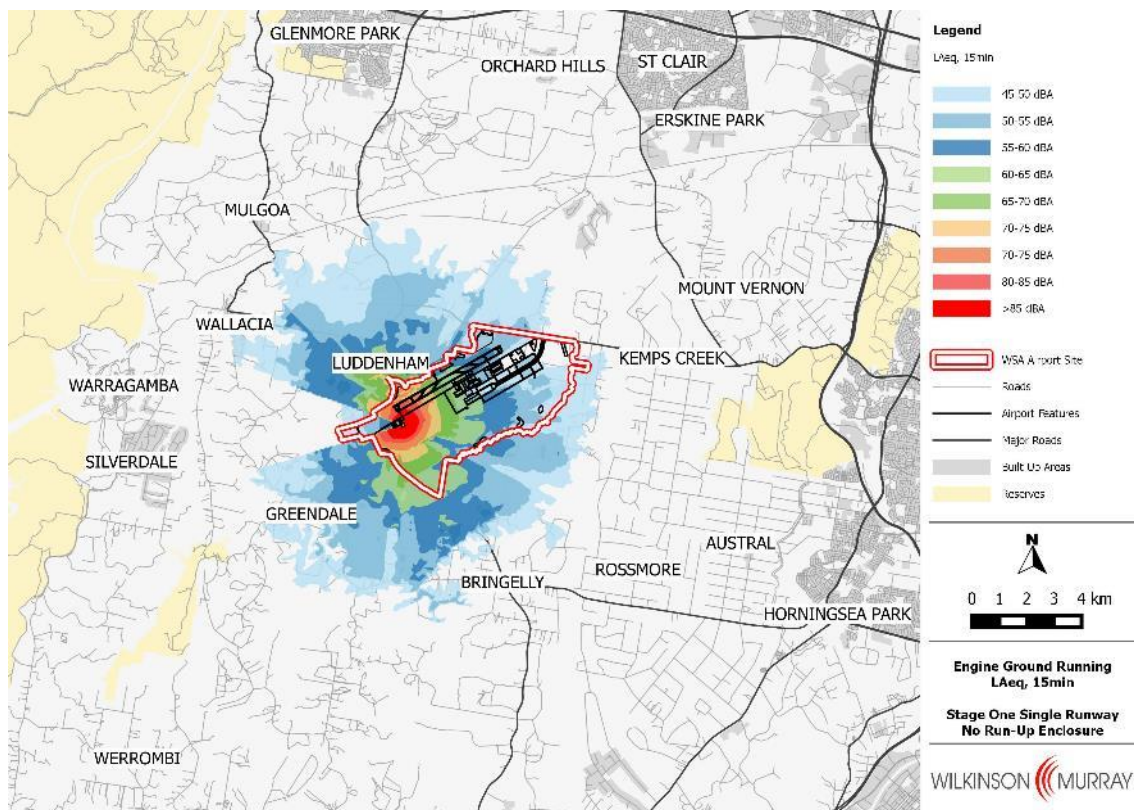 GLENMORE PARK
ORCHARD HILLS
ST CLAIR
ERSKINE PARK
MULGOA
MOUNT VERNON
WALLACIA
LUDDENHAM
KEMPS CREEK
WARRAGAMBA
SILVERDALE
GREENDALE
AUSTRAL
ROSSMORE
BRINGELLY
HORNINGSEA PARK
WERROMBI
Legend
LAeq, 15min
45-50 dBA
50-55 dBA
55-60 dBA
60-65 dBA
65-70 dBA
70-75 dBA
70-75 dBA
80-85 dBA
>85 dBA
WSA Airport Site
Roads
Airport Features
Major Roads
Built Up Areas
Reserves
N
0 1 2 3 4 km
Engine Ground Running
LAeq, 15min
Stage One Single Runway
No Run-Up Enclosure
WILKINSON MURRAY